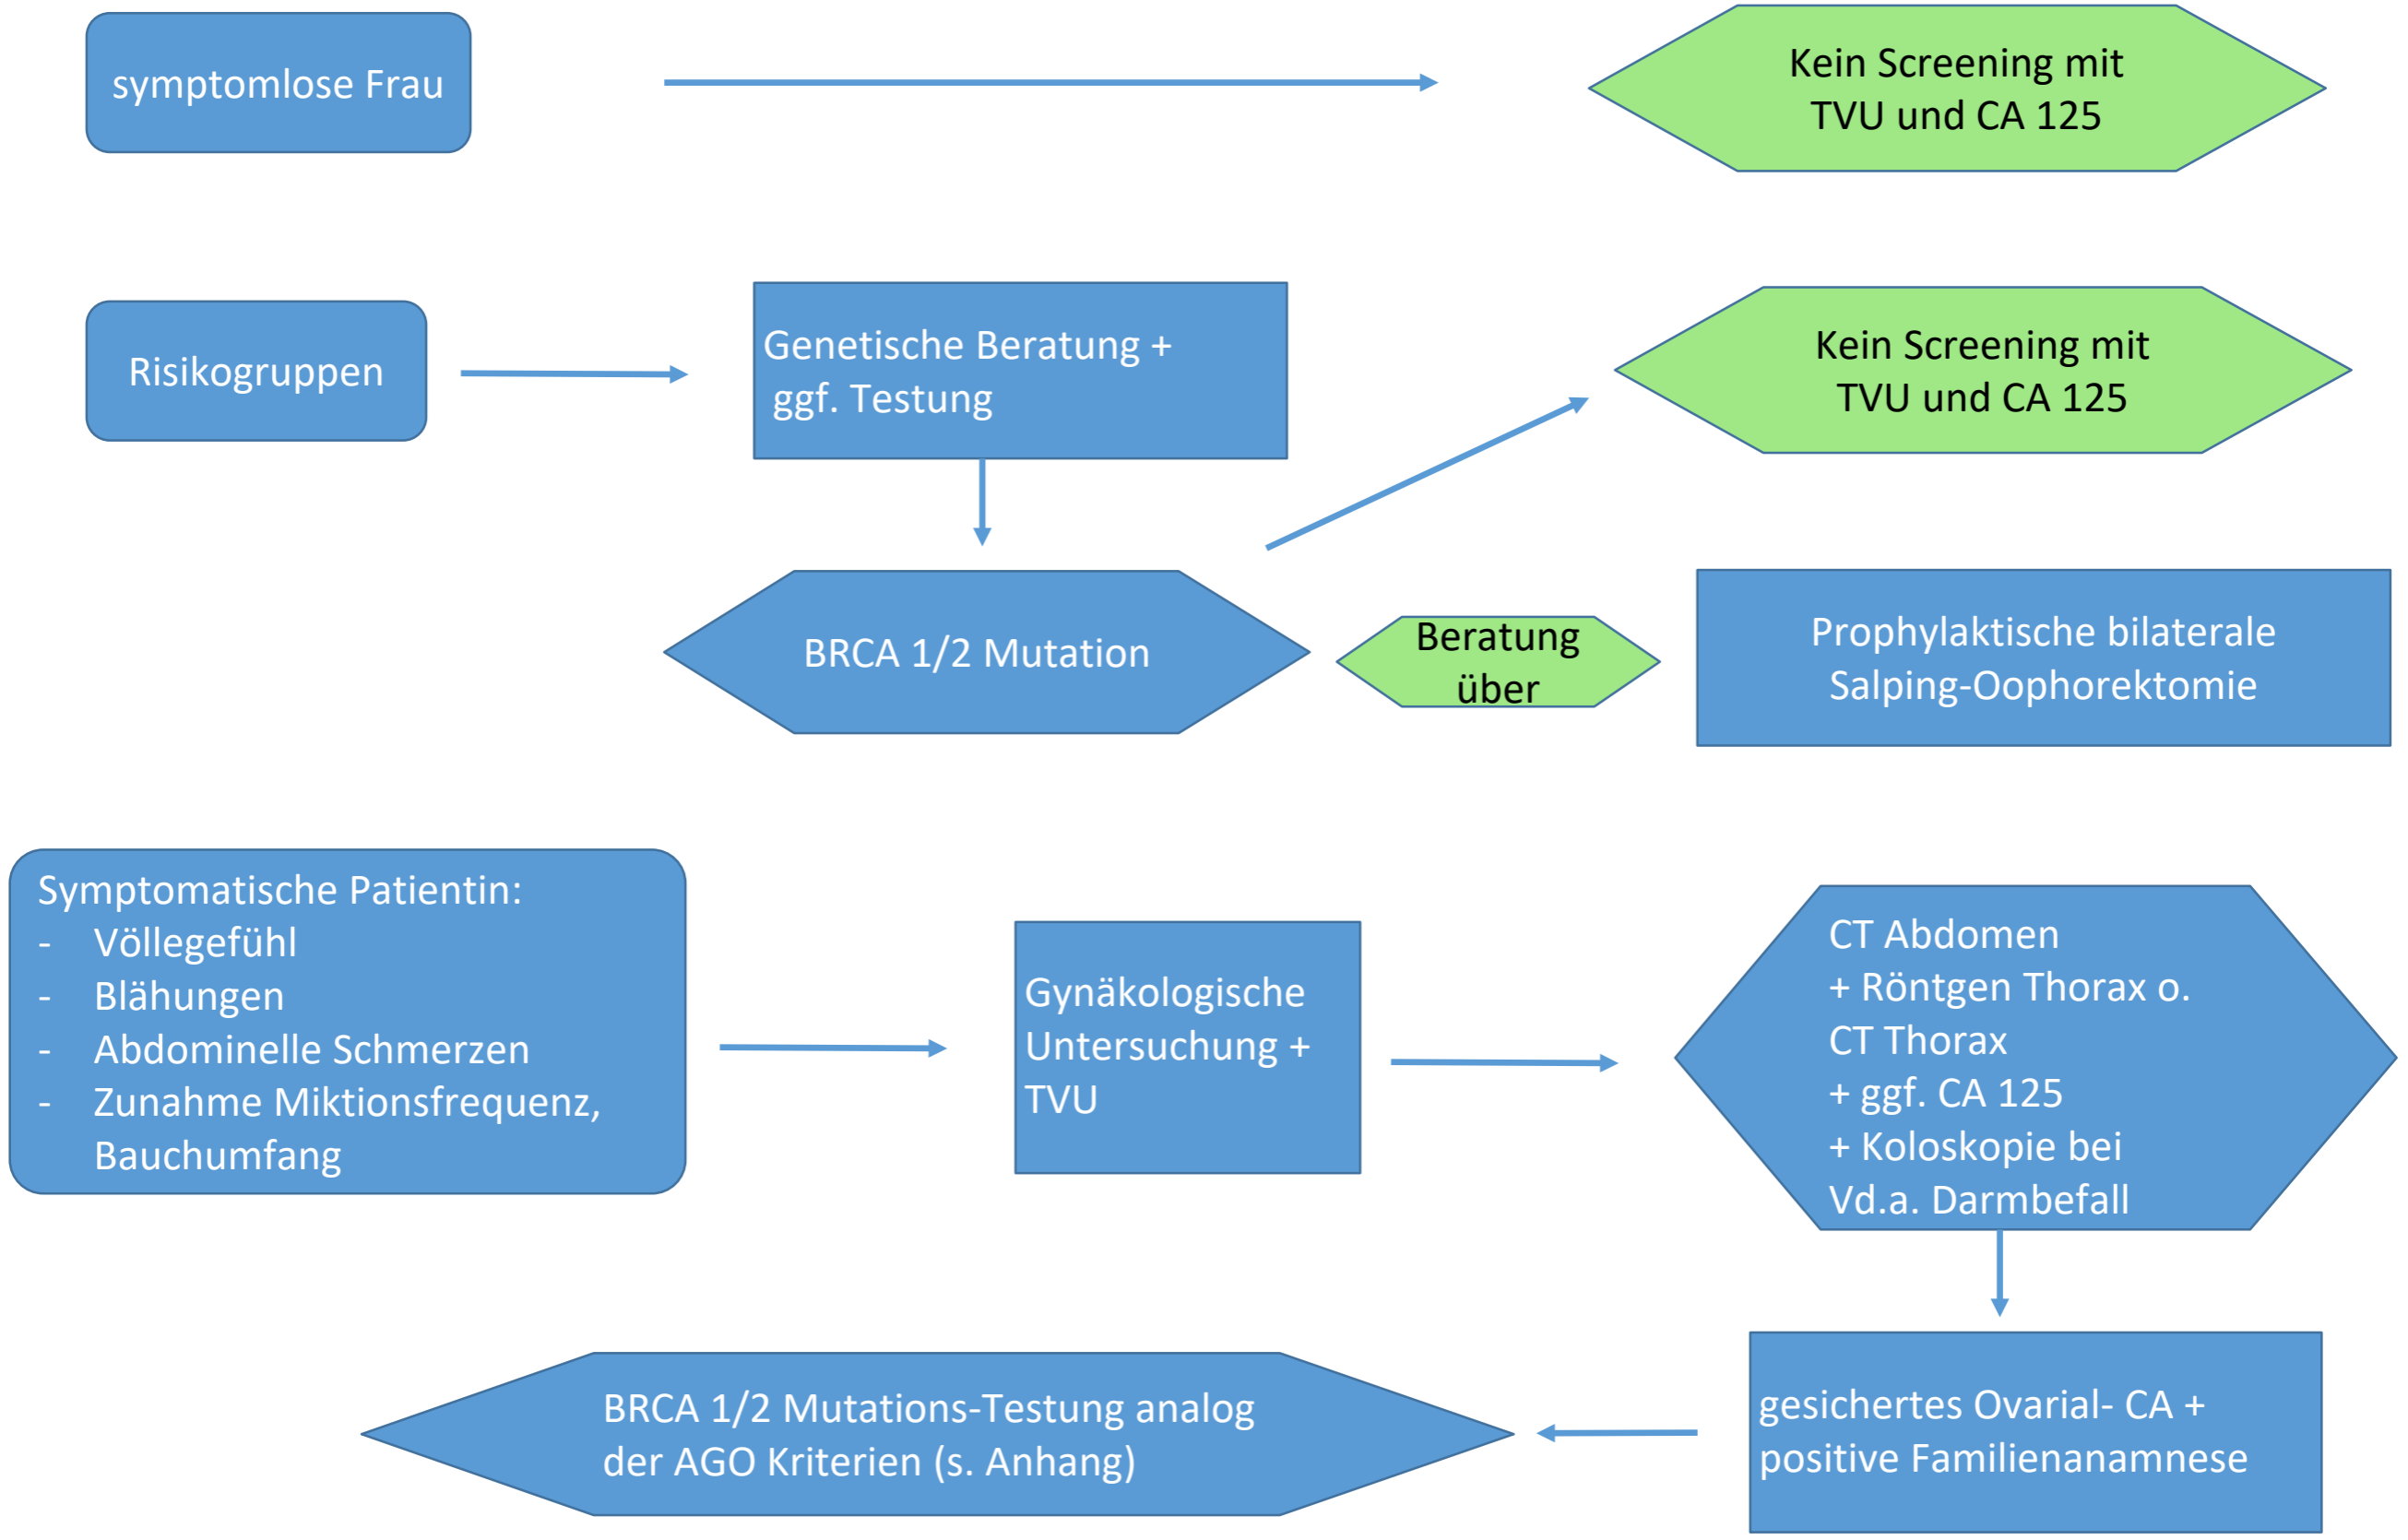 symptomlose Frau
Kein Screening mit
TVU und CA 125
Risikogruppen
Genetische Beratung +
ggf. Testung
Kein Screening mit
TVU und CA 125
BRCA 1/2 Mutation
Beratung
über
Prophylaktische bilaterale
Salping-Oophorektomie
Symptomatische Patientin:
- Völlegefühl
- Blähungen
- Abdominelle Schmerzen
- Zunahme Miktionsfrequenz,
Bauchumfang
Gynäkologische
Untersuchung +
TVU
CT Abdomen
+ Röntgen Thorax o.
CT Thorax
+ ggf. CA 125
+ Koloskopie bei
Vd.a. Darmbefall
gesichertes Ovarial- CA +
positive Familienanamnese
BRCA 1/2 Mutations-Testung analog
der AGO Kriterien (s. Anhang)